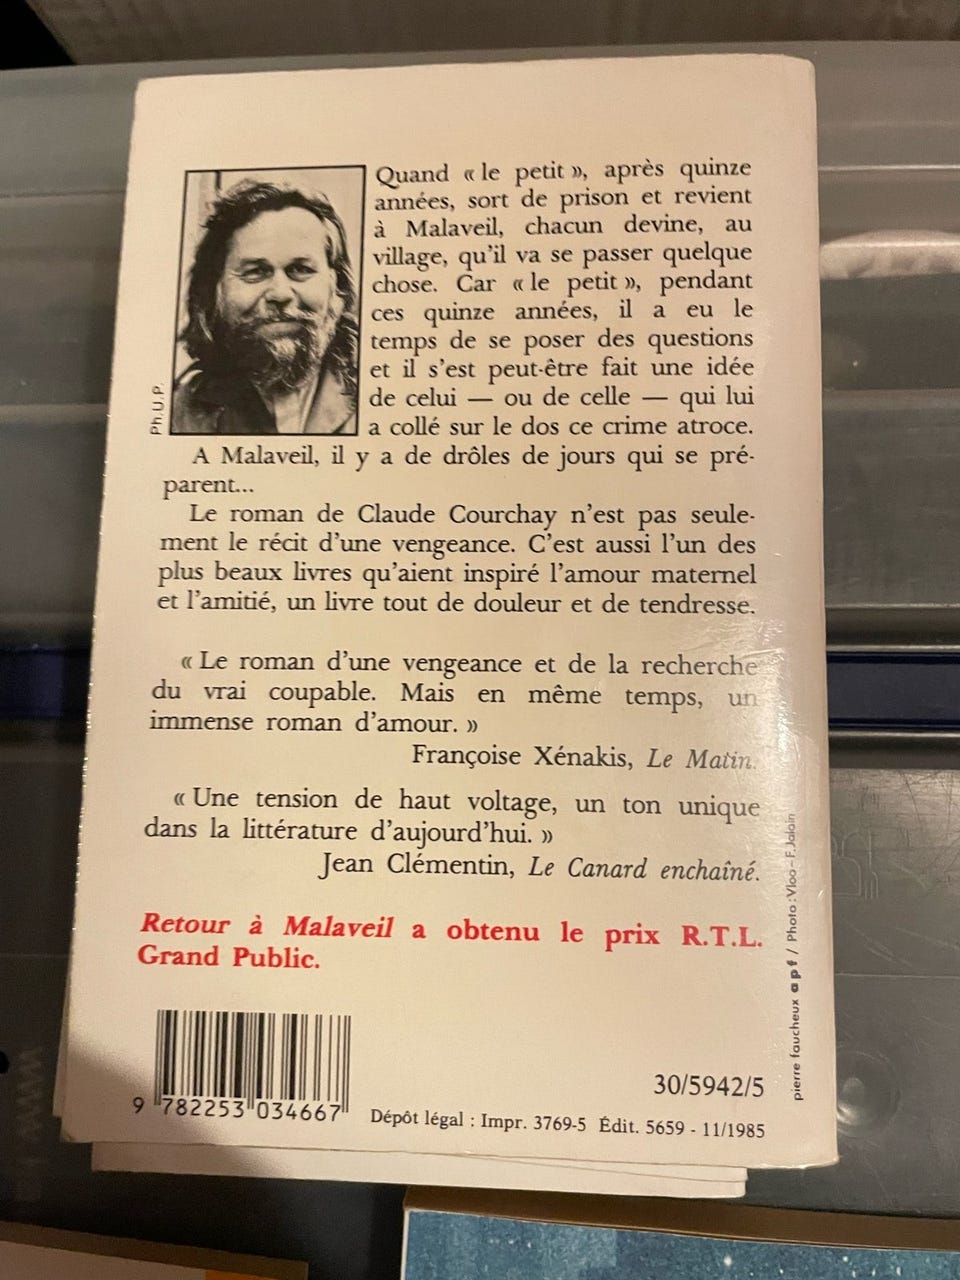 Quand « le petit », après quinze
années, sort de prison et revient
à Malaveil, chacun devine, au
village, qu'il va se passer quelque
chose. Car « le petit », pendant
ces quinze années, il a eu le
temps de se poser des questions
et il s'est peut-être fait une idée
de celui — ou de celle — qui lui
a collé sur le dos ce crime atroce.
A Malaveil, il y a de drôles de jours qui se pré-
parent...
Le roman de Claude Courchay n'est pas seule-
ment le récit d'une vengeance. C'est aussi l'un des
plus beaux livres qu'aient inspiré l'amour maternel
et l'amitié, un livre tout de douleur et de tendresse.
« Le roman d'une vengeance et de la recherche
du vrai coupable. Mais en même temps, un
immense roman d'amour. »
Françoise Xénakis, Le Matin.
« Une tension de haut voltage, un ton unique
dans la littérature d'aujourd'hui. »
Jean Clémentin, Le Canard enchaîné.
Retour à Malaveil a obtenu le prix R.T.L.
Grand Public.
9 782253 034667
30/5942/5
Dépôt légal : Impr. 3769-5 Édit. 5659 - 11/1985
Ph.U.P.
pierre faucheux apf / Photo : Vloo - F. Jalain